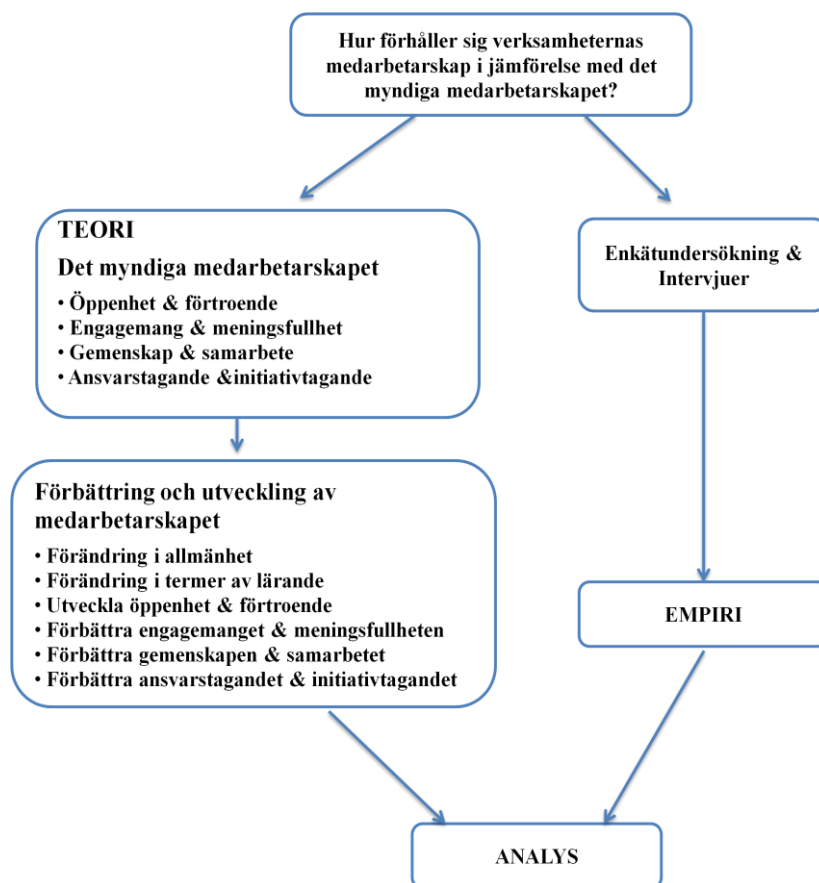 Hur förhåller sig verksamheternas
medarbetarskap i jämförelse med det
myndiga medarbetarskapet?
TEORI
Det myndiga medarbetarskapet
• Öppenhet & förtroende
• Engagemang & meningsfullhet
• Gemenskap & samarbete
• Ansvarstagande &initiativtagande
Enkätundersökning &
Intervjuer
Förbättring och utveckling av
medarbetarskapet
• Förändring i allmänhet
• Förändring i termer av lärande
• Utveckla öppenhet & förtroende
• Förbättra engagemanget & meningsfullheten
• Förbättra gemenskapen & samarbetet
• Förbättra ansvarstagandet & initiativtagandet
EMPIRI
ANALYS